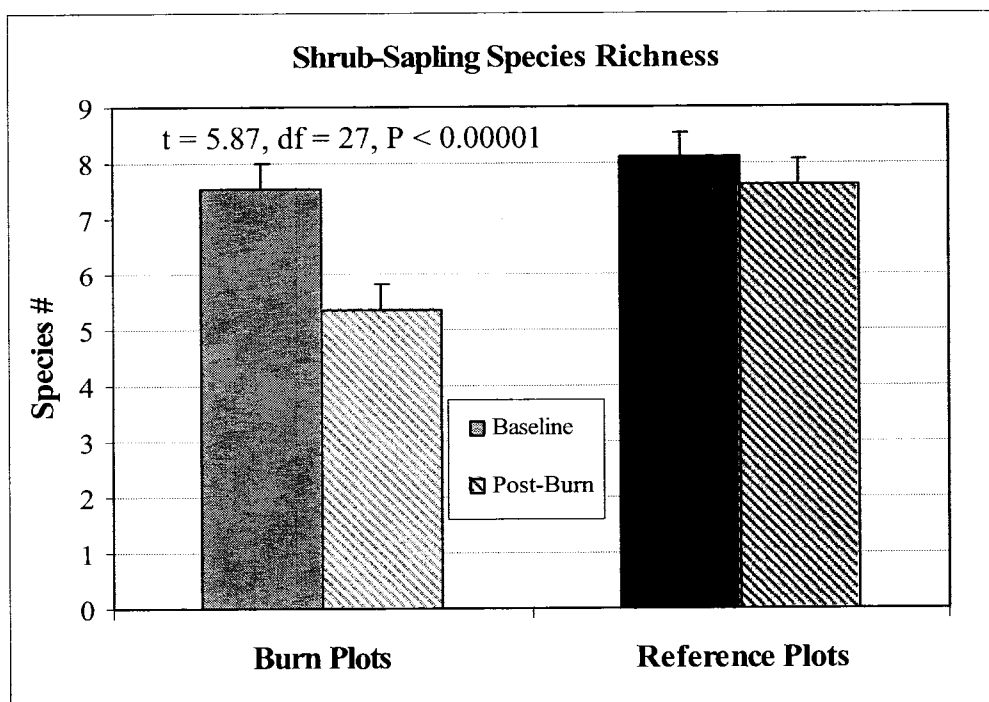 Shrub-Sapling Species Richness
t = 5.87, df = 27, P < 0.00001
9
8
7
6
5
4
3
2
1
0
Species #
Baseline
Post-Burn
Burn Plots
Reference Plots